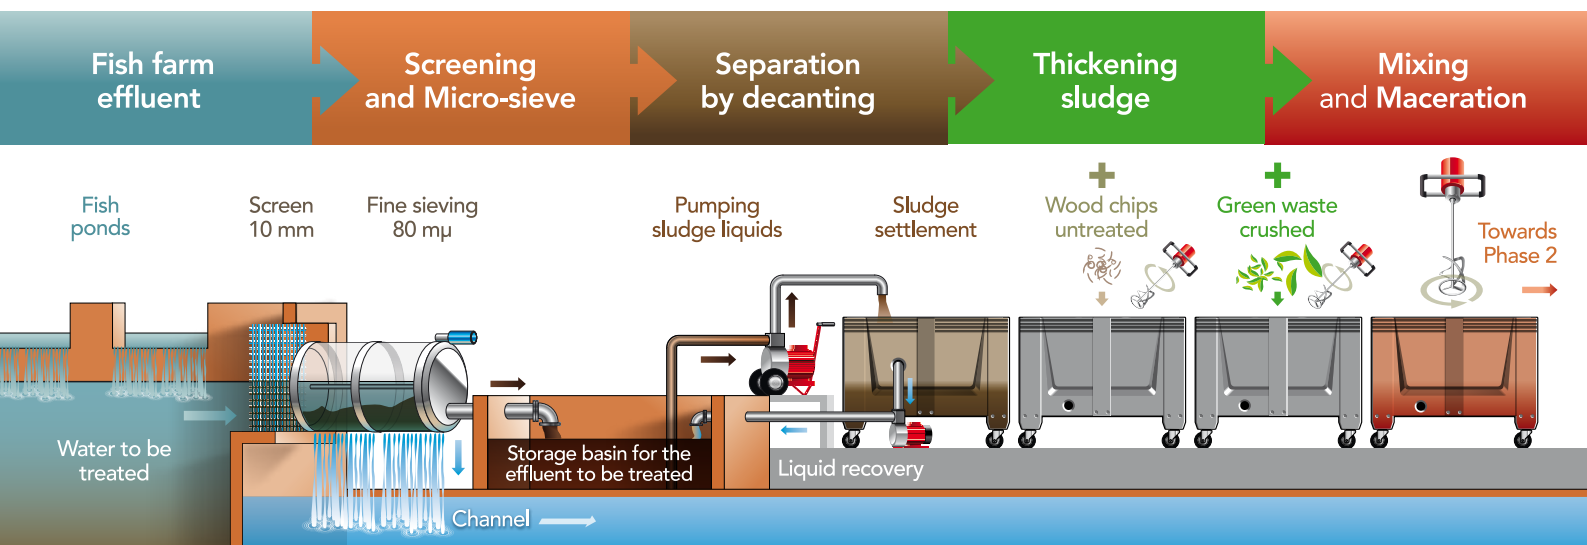 Fish farm
effluent
Screening
and Micro-sieve
Separation
by decanting
Thickening
sludge
Mixing
and Maceration
Fish
ponds
Screen
10 mm
Fine sieving
80 mµ
Pumping
sludge liquids
Sludge
settlement
Wood chips
untreated
Green waste
crushed
Towards
Phase 2
Water to be
treated
Storage basin for the
effluent to be treated
Liquid recovery
Channel